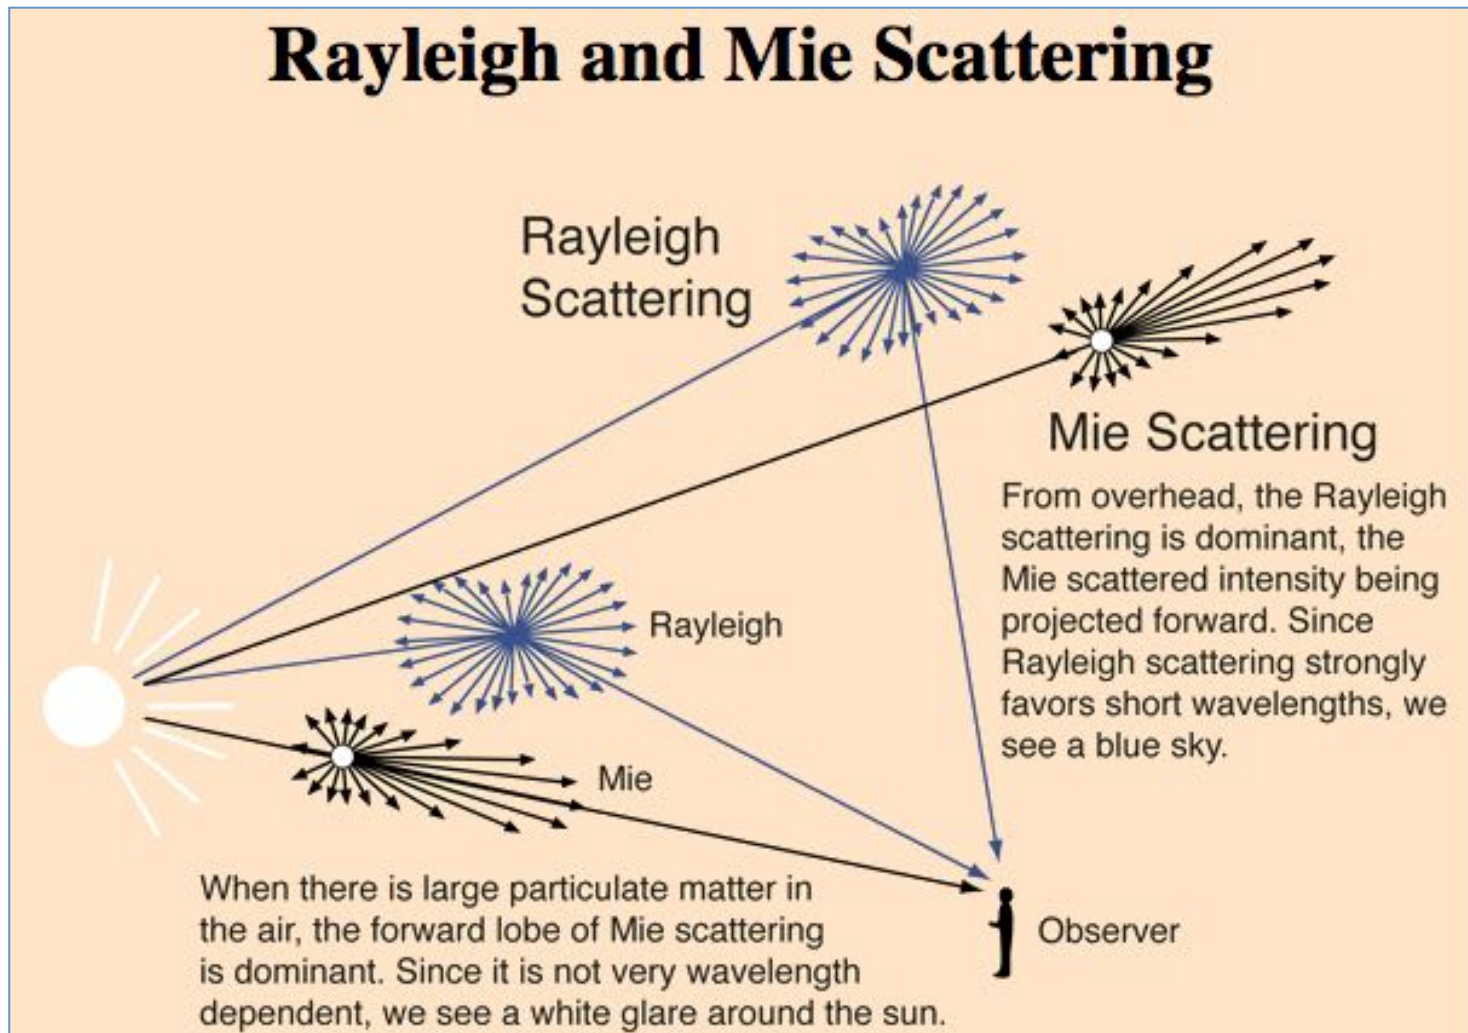 Rayleigh and Mie Scattering
Rayleigh
Scattering
Mie Scattering
From overhead, the Rayleigh
scattering is dominant, the
Mie scattered intensity being
projected forward. Since
Rayleigh scattering strongly
favors short wavelengths, we
see a blue sky.
Rayleigh
Mie
When there is large particulate matter in
the air, the forward lobe of Mie scattering
is dominant. Since it is not very wavelength
dependent, we see a white glare around the sun.
Observer